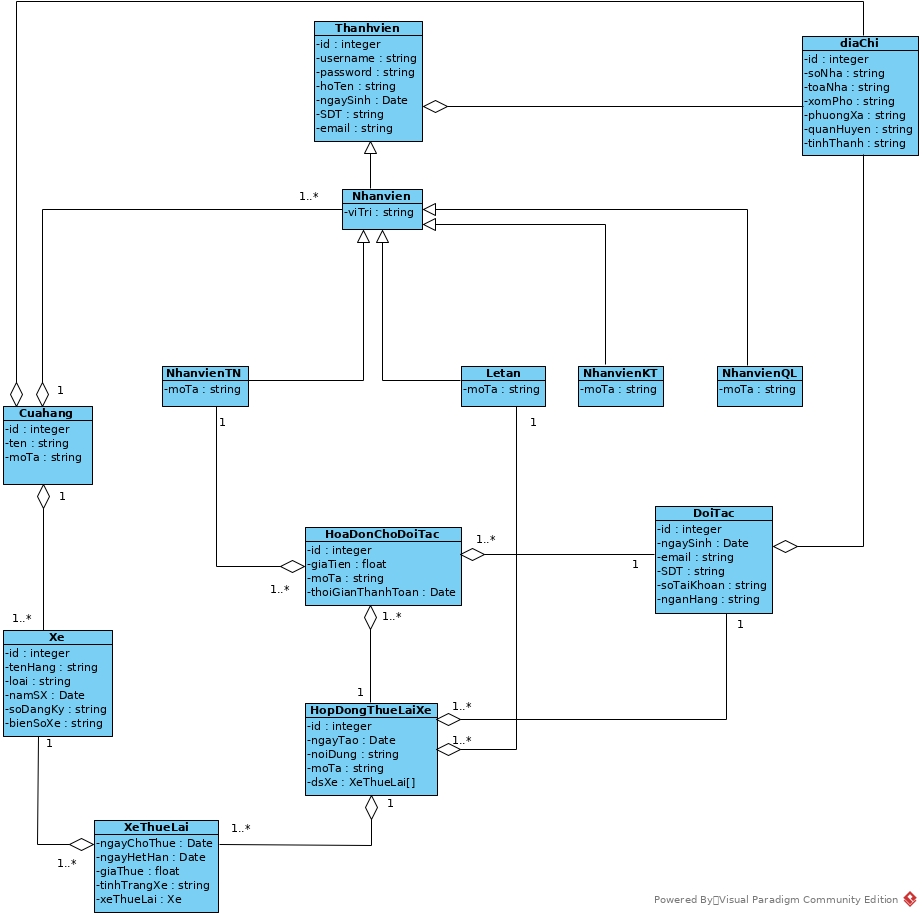 Thanhvien
-id : integer
-username : string
-password : string
-hoTen : string
-ngaySinh : Date
-SDT : string
-email : string
diaChi
-id : integer
-soNha : string
-toaNha : string
-xomPho : string
-phuongXa : string
-quanHuyen : string
-tinhThanh : string
1..*
Nhanvien
-viTri : string
NhanvienTN
-moTa : string
Letan
-moTa : string
NhanvienKT
-moTa : string
NhanvienQL
-moTa : string
1
Cuahang
-id : integer
-ten : string
-moTa : string
1
1
1
HoaDonChoDoiTac
-id : integer
-giaTien : float
-moTa : string
-thoiGianThanhToan : Date
1..*
1..*
1
1..*
DoiTac
-id : integer
-ngaySinh : Date
-email : string
-SDT : string
-soTaiKhoan : string
-nganHang : string
1
1..*
Xe
-id : integer
-tenHang : string
-loai : string
-namSX : Date
-soDangKy : string
-bienSoXe : string
1
1
HopDongThueLaiXe
-id : integer
-ngayTao : Date
-noiDung : string
-moTa : string
-dsXe : XeThueLai[]
1..*
1..*
1
1..*
XeThueLai
-ngayChoThue : Date
-ngayHetHan : Date
-giaThue : float
-tinhTrangXe : string
-xeThueLai : Xe
1..*
Powered By Visual Paradigm Community Edition